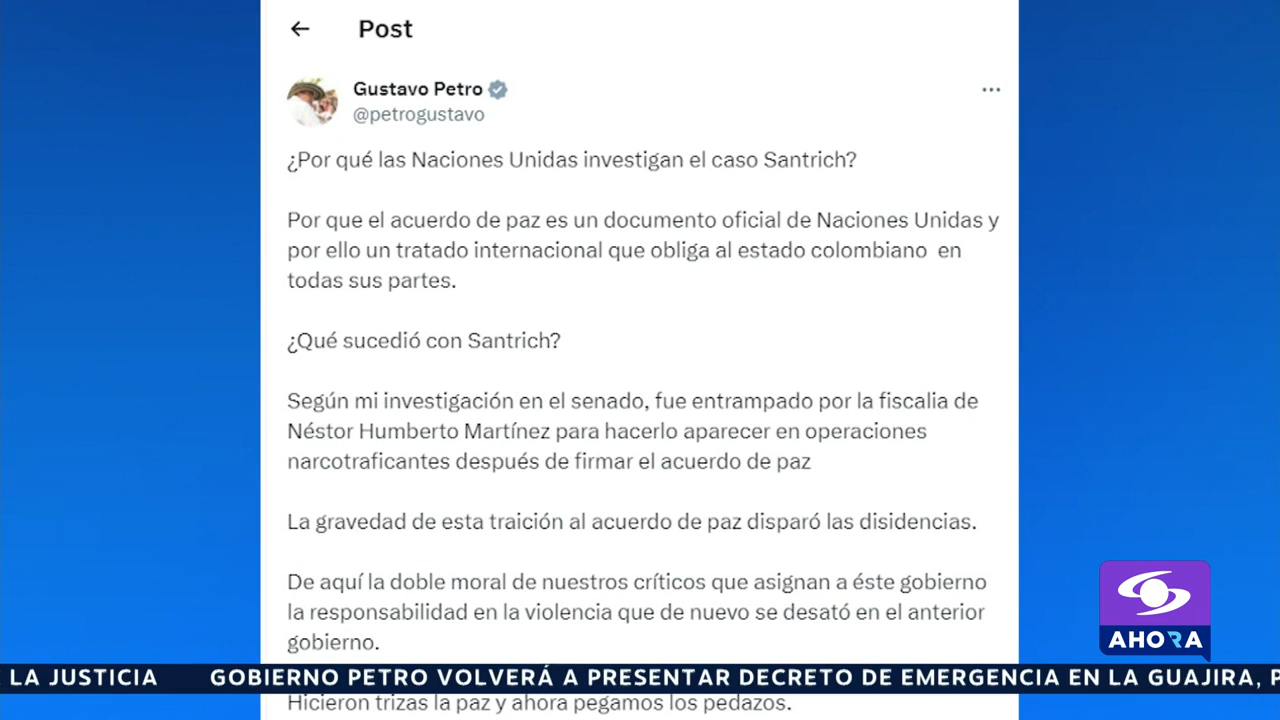 Post
Gustavo Petro
@petrogustavo
¿Por qué las Naciones Unidas investigan el caso Santrich?
Por que el acuerdo de paz es un documento oficial de Naciones Unidas y
por ello un tratado internacional que obliga al estado colombiano en
todas sus partes.
¿Qué sucedió con Santrich?
Según mi investigación en el senado, fue entrampado por la fiscalia de
Néstor Humberto Martínez para hacerlo aparecer en operaciones
narcotraficantes después de firmar el acuerdo de paz
La gravedad de esta traición al acuerdo de paz disparó las disidencias.
De aquí la doble moral de nuestros críticos que asignan a éste gobierno
la responsabilidad en la violencia que de nuevo se desató en el anterior
gobierno.
AHORA
LA JUSTICIA GOBIERNO PETRO VOLVERÁ A PRESENTAR DECRETO DE EMERGENCIA EN LA GUAJIRA, P
Hicieron trizas la paz y ahora pegamos los pedazos.